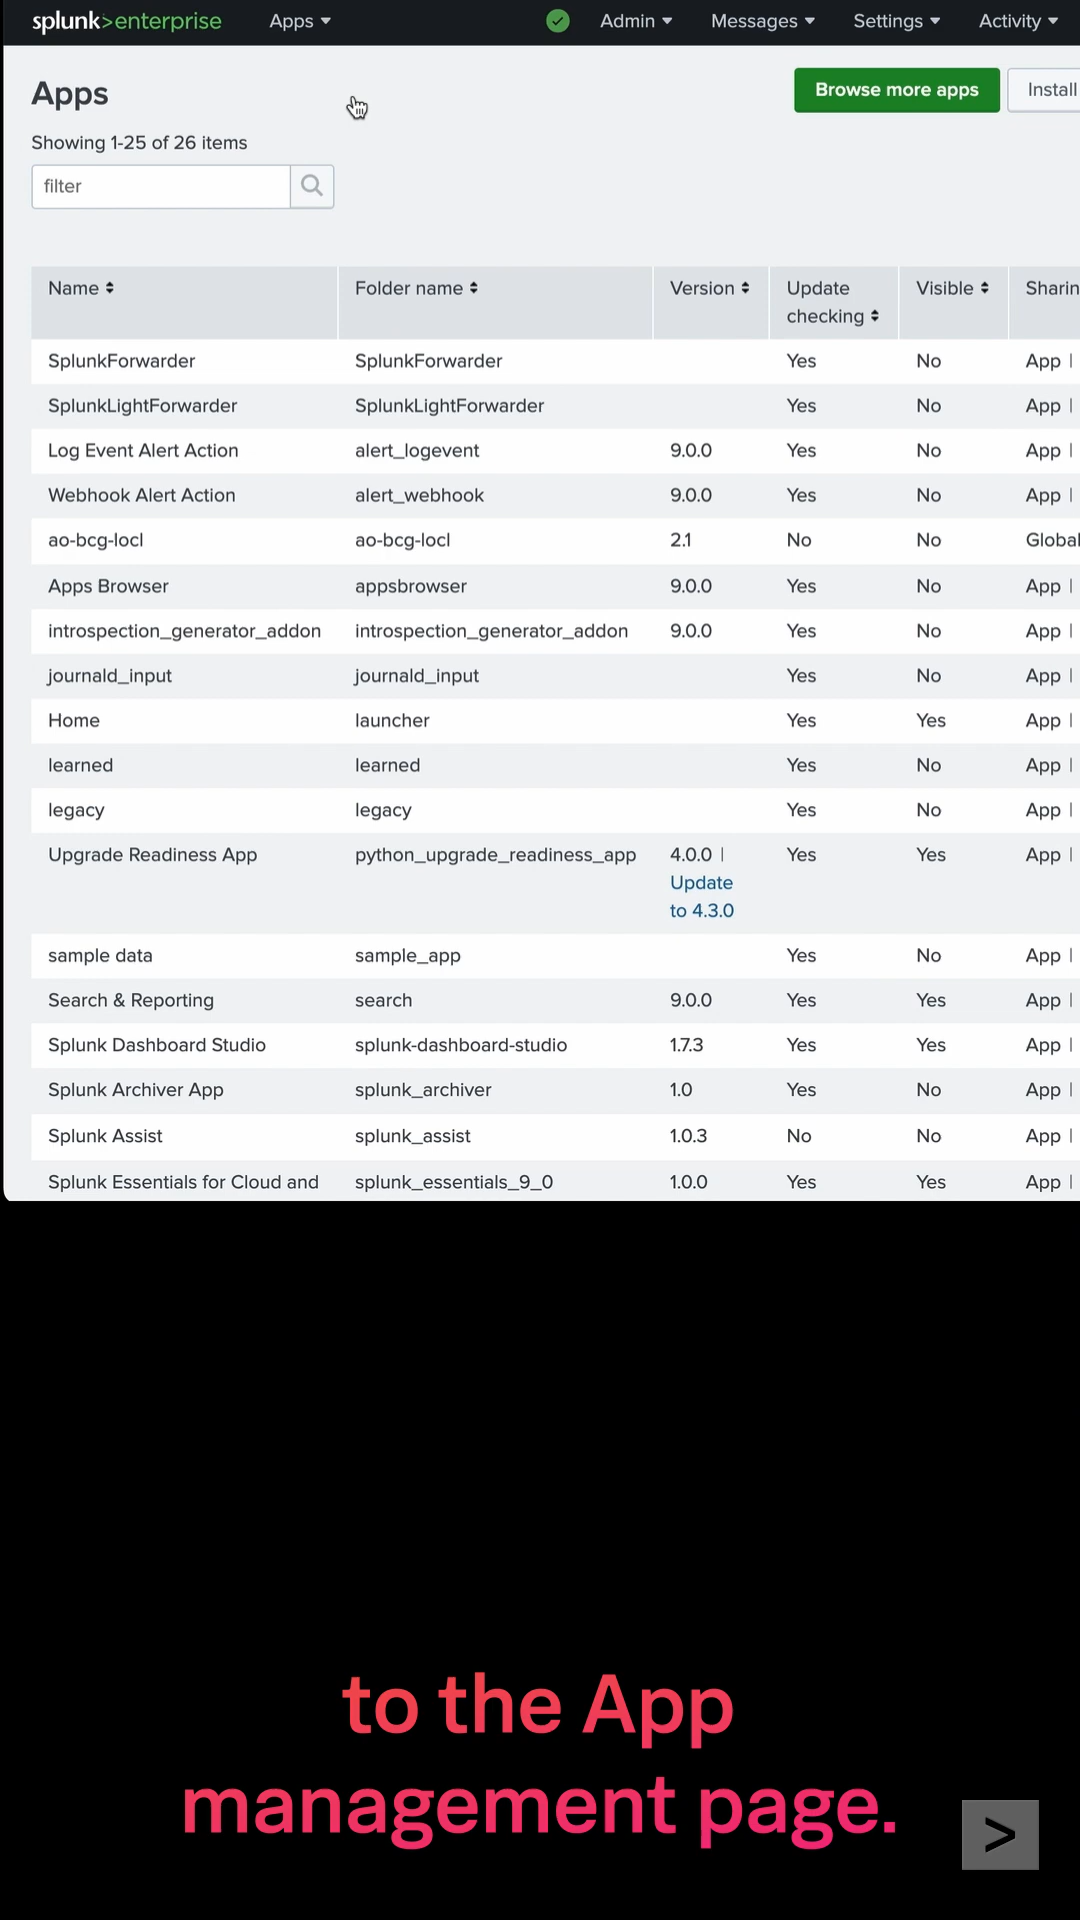 splunk>enterprise Apps Admin Messages Settings Activity
Apps Browse more apps Install
Showing 1-25 of 26 items
filter
Name Folder name Version Update checking Visible Sharin
SplunkForwarder SplunkForwarder Yes No App |
SplunkLightForwarder SplunkLightForwarder Yes No App |
Log Event Alert Action alert_logevent 9.0.0 Yes No App |
Webhook Alert Action alert_webhook 9.0.0 Yes No App |
ao-bcg-locl ao-bcg-locl 2.1 No No Global
Apps Browser appsbrowser 9.0.0 Yes No App |
introspection_generator_addon introspection_generator_addon 9.0.0 Yes No App |
journald_input journald_input Yes No App |
Home launcher Yes Yes App |
learned learned Yes No App |
legacy legacy Yes No App |
Upgrade Readiness App python_upgrade_readiness_app 4.0.0 | Yes Yes App |
Update
to 4.3.0
sample data sample_app Yes No App |
Search & Reporting search 9.0.0 Yes Yes App |
Splunk Dashboard Studio splunk-dashboard-studio 1.7.3 Yes Yes App |
Splunk Archiver App splunk_archiver 1.0 Yes No App |
Splunk Assist splunk_assist 1.0.3 No No App |
Splunk Essentials for Cloud and splunk_essentials_9_0 1.0.0 Yes Yes App |
to the App
management page.
>